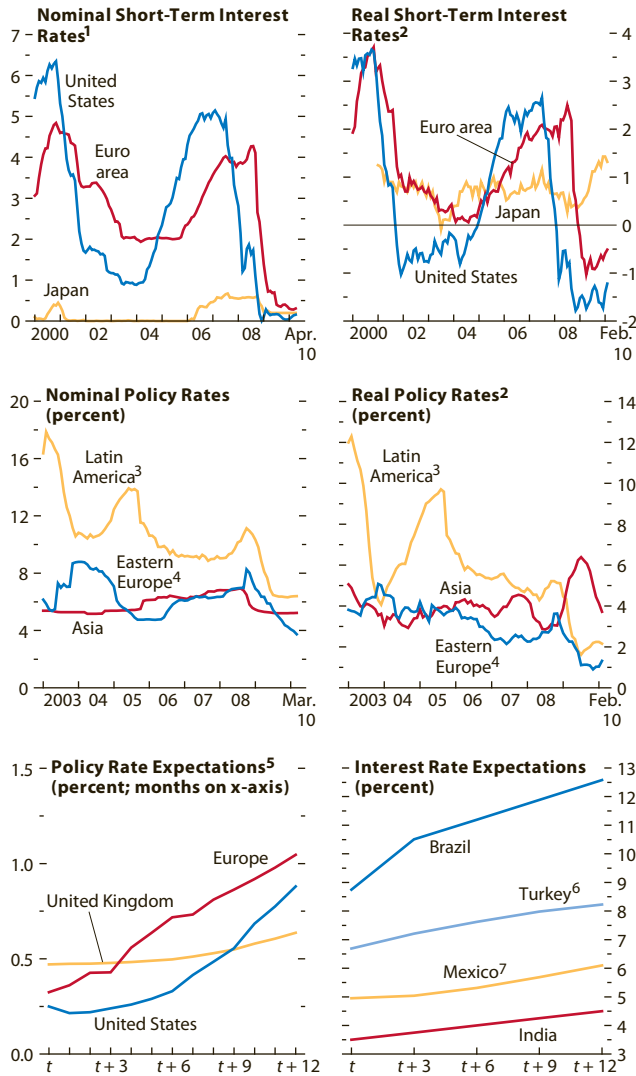 Nominal Short-Term Interest
Rates1
7
6
5
4
3
2
1
0
United
States
Euro
area
Japan
2000 02 04 06 08 Apr.
10
Real Short-Term Interest
Rates2
4
3
2
1
0
-1
-2
Euro area
Japan
United States
2000 02 04 06 08 Feb.
10
Nominal Policy Rates
(percent)
20
16
12
8
4
0
Latin
America3
Eastern
Europe4
Asia
2003 04 05 06 07 08 Mar.
10
Real Policy Rates2
(percent)
14
12
10
8
6
4
2
0
Latin
America3
Asia
Eastern
Europe4
2003 04 05 06 07 08 Feb.
10
Policy Rate Expectations5
(percent; months on x-axis)
1.5
1.0
0.5
0.0
Europe
United Kingdom
United States
t t + 3 t + 6 t + 9 t + 12
Interest Rate Expectations
(percent)
13
12
11
10
9
8
7
6
5
4
3
Brazil
Turkey6
Mexico7
India
t t + 3 t + 6 t + 9 t + 12